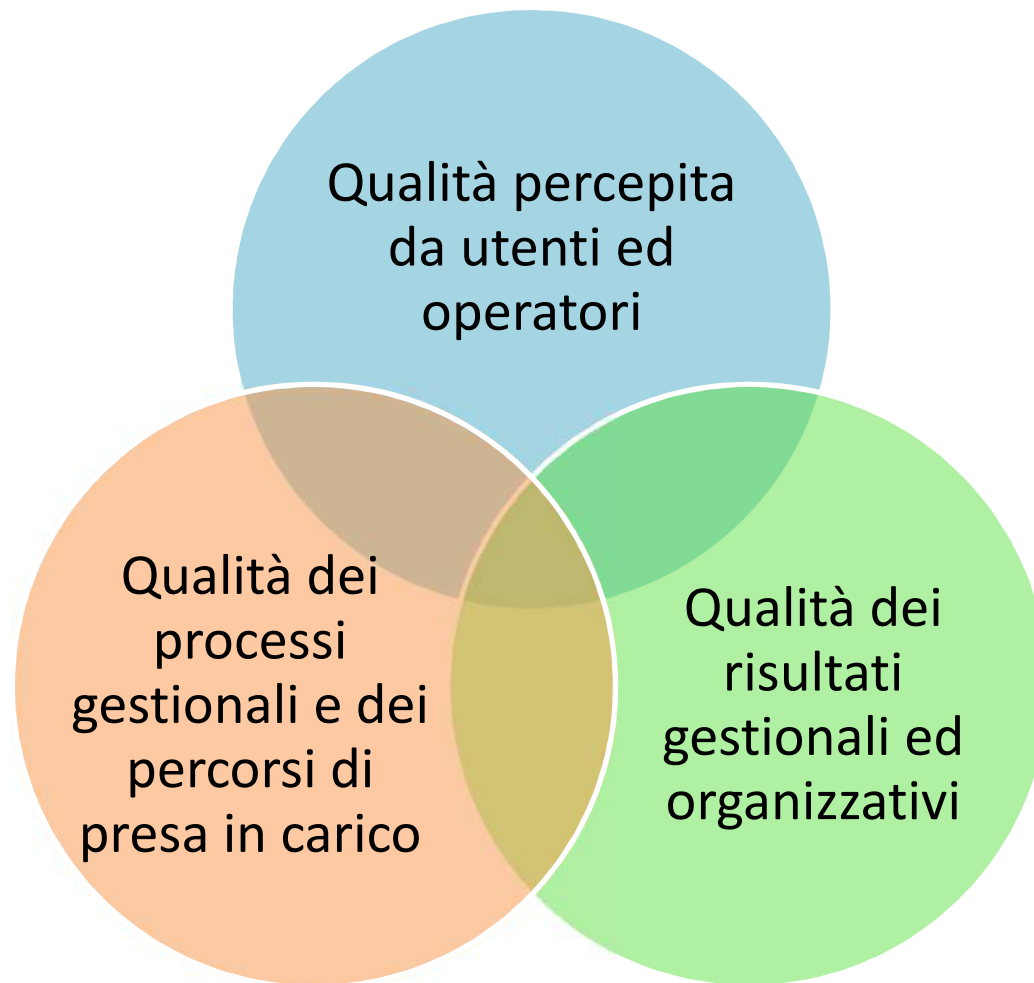 Qualità percepita
da utenti ed
operatori
Qualità dei
processi
gestionali e dei
percorsi di
presa in carico
Qualità dei
risultati
gestionali ed
organizzativi